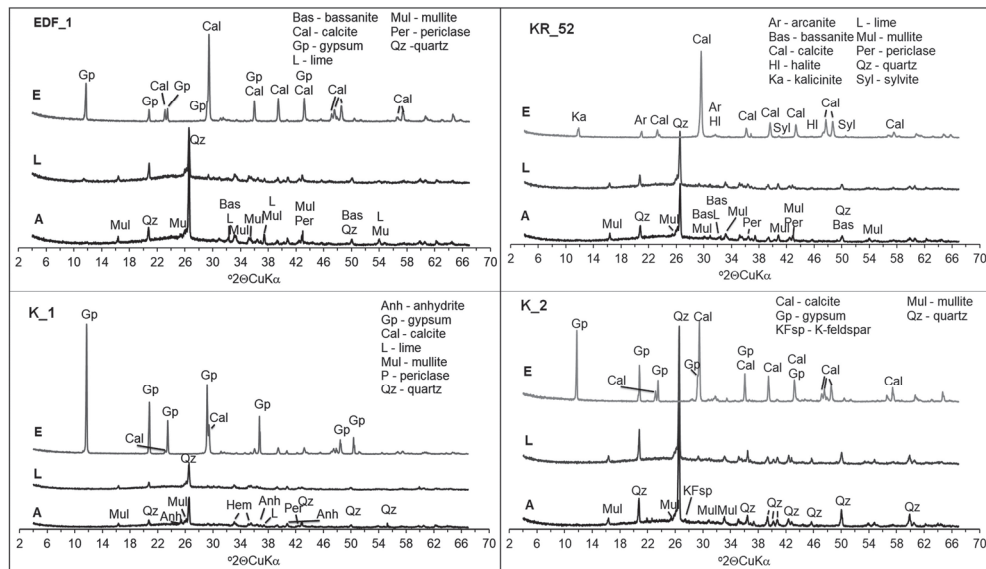 EDF_1
Bas - bassanite Mul - mullite
Cal - calcite Per - periclase
Gp - gypsum Qz -quartz
L - lime
Cal
Gp
Cal Gp
Gp
Gp
Gp Cal
Cal
Gp Cal
Cal
Cal
E
Qz
L
A
Mul
Qz
Mu
Bas L
Mul
Mul
L Mul
Mul Per
Bas Qz
L Mu
6 10 14 18 22 26 30 34 38 42 46 50 54 58 62 66 70
º2ΘCuKα
KR_52
Ar - arcanite L - lime
Bas - bassanite Mul - mullite
Cal - calcite Per - periclase
Hl - halite Qz - quartz
Ka - kalicinite Syl - sylvite
Cal
E
Ka
Ar
Cal
Ar Hl
Cal
Cal
Syl
Cal
Hl
Cal
Syl
Cal
Qz
L
A
Mul
Qz
Mul
Bas
Mul
Bas
L
Mul
Per
Mul Per
Mul
Qz Bas
Mul
6 10 14 18 22 26 30 34 38 42 46 50 54 58 62 66 70
º2ΘCuKα
K_1
Anh - anhydrite
Gp - gypsum
Cal - calcite
L - lime
Mul - mullite
P - periclase
Qz - quartz
Gp
Gp
Gp
Cal
Gp
Cal
Gp
Gp
Gp
E
Qz
L
A
Mul
Qz
Anh
Mul
Hem
Anh
L
Per
Qz
Anh
Qz
Qz
6 10 14 18 22 26 30 34 38 42 46 50 54 58 62 66 70
º2ΘCuKα
K_2
Cal - calcite Mul - mullite
Gp - gypsum Qz - quartz
KFsp - K-feldspar
Gp
Gp
Cal
Gp
Qz
Gp
Cal
Gp Cal
Cal
Cal Gp
Cal
Cal
E
L
A
Mul
Qz
Mul
KFsp
Mul
Mul
Qz
Qz
Qz
Qz
Qz
Qz
6 10 14 18 22 26 30 34 38 42 46 50 54 58 62 66 70
º2ΘCuKα